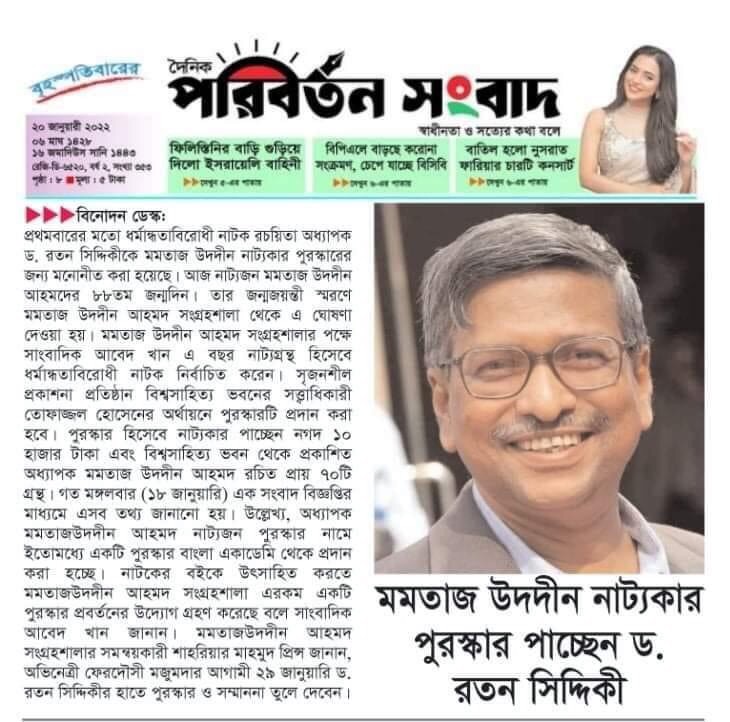 বৃহস্পতিবারের
দৈনিক
পরিবর্তন সংবাদ
স্বাধীনতা ও সত্যের কথা বলে
২০ জানুয়ারী ২০২২
০৬ মাঘ ১৪২৮
১৬ জমাদিউস সানি ১৪৪৩
রেজি-ডি-৬৫২০, বর্ষ ২, সংখ্যা ৩৫৩
পৃষ্ঠা : ৮ ■ মূল্য : ৫ টাকা
ফিলিস্তিনির বাড়ি গুড়িয়ে
দিলো ইসরায়েলি বাহিনী
▶▶দেখুন ৫-এর পাতায়
বিপিএলে বাড়ছে করোনা
সংক্রমণ, চেপে যাচ্ছে বিসিবি
▶▶দেখুন ৬-এর পাতায়
বাতিল হলো নুসরাত
ফারিয়ার চারটি কনসার্ট
▶▶দেখুন ৬-এর পাতায়
▶▶▶বিনোদন ডেস্ক:
প্রথমবারের মতো ধর্মান্ধতাবিরোধী নাটক রচয়িতা অধ্যাপক
ড. রতন সিদ্দিকীকে মমতাজ উদদীন নাট্যকার পুরস্কারের
জন্য মনোনীত করা হয়েছে। আজ নাট্যজন মমতাজ উদদীন
আহমদের ৮৮তম জন্মদিন। তার জন্মজয়ন্তী স্মরণে
মমতাজ উদদীন আহমদ সংগ্রহশালা থেকে এ ঘোষণা
দেওয়া হয়। মমতাজ উদদীন আহমদ সংগ্রহশালার পক্ষে
সাংবাদিক আবেদ খান এ বছর নাট্যগ্রন্থ হিসেবে
ধর্মান্ধতাবিরোধী নাটক নির্বাচিত করেন। সৃজনশীল
প্রকাশনা প্রতিষ্ঠান বিশ্বসাহিত্য ভবনের সত্ত্বাধিকারী
তোফাজ্জল হোসেনের অর্থায়নে পুরস্কারটি প্রদান করা
হবে। পুরস্কার হিসেবে নাট্যকার পাচ্ছেন নগদ ১০
হাজার টাকা এবং বিশ্বসাহিত্য ভবন থেকে প্রকাশিত
অধ্যাপক মমতাজ উদদীন আহমদ রচিত প্রায় ৭০টি
গ্রন্থ। গত মঙ্গলবার (১৮ জানুয়ারি) এক সংবাদ বিজ্ঞপ্তির
মাধ্যমে এসব তথ্য জানানো হয়। উল্লেখ্য, অধ্যাপক
মমতাজউদদীন আহমদ নাট্যজন পুরস্কার নামে
ইতোমধ্যে একটি পুরস্কার বাংলা একাডেমি থেকে প্রদান
করা হচ্ছে। নাটকের বইকে উৎসাহিত করতে
মমতাজউদদীন আহমদ সংগ্রহশালা এরকম একটি
পুরস্কার প্রবর্তনের উদ্যোগ গ্রহণ করেছে বলে সাংবাদিক
আবেদ খান জানান। মমতাজউদদীন আহমদ
সংগ্রহশালার সমন্বয়কারী শাহরিয়ার মাহমুদ প্রিন্স জানান,
অভিনেত্রী ফেরদৌসী মজুমদার আগামী ২৯ জানুয়ারি ড.
রতন সিদ্দিকীর হাতে পুরস্কার ও সম্মাননা তুলে দেবেন।
মমতাজ উদদীন নাট্যকার
পুরস্কার পাচ্ছেন ড.
রতন সিদ্দিকী